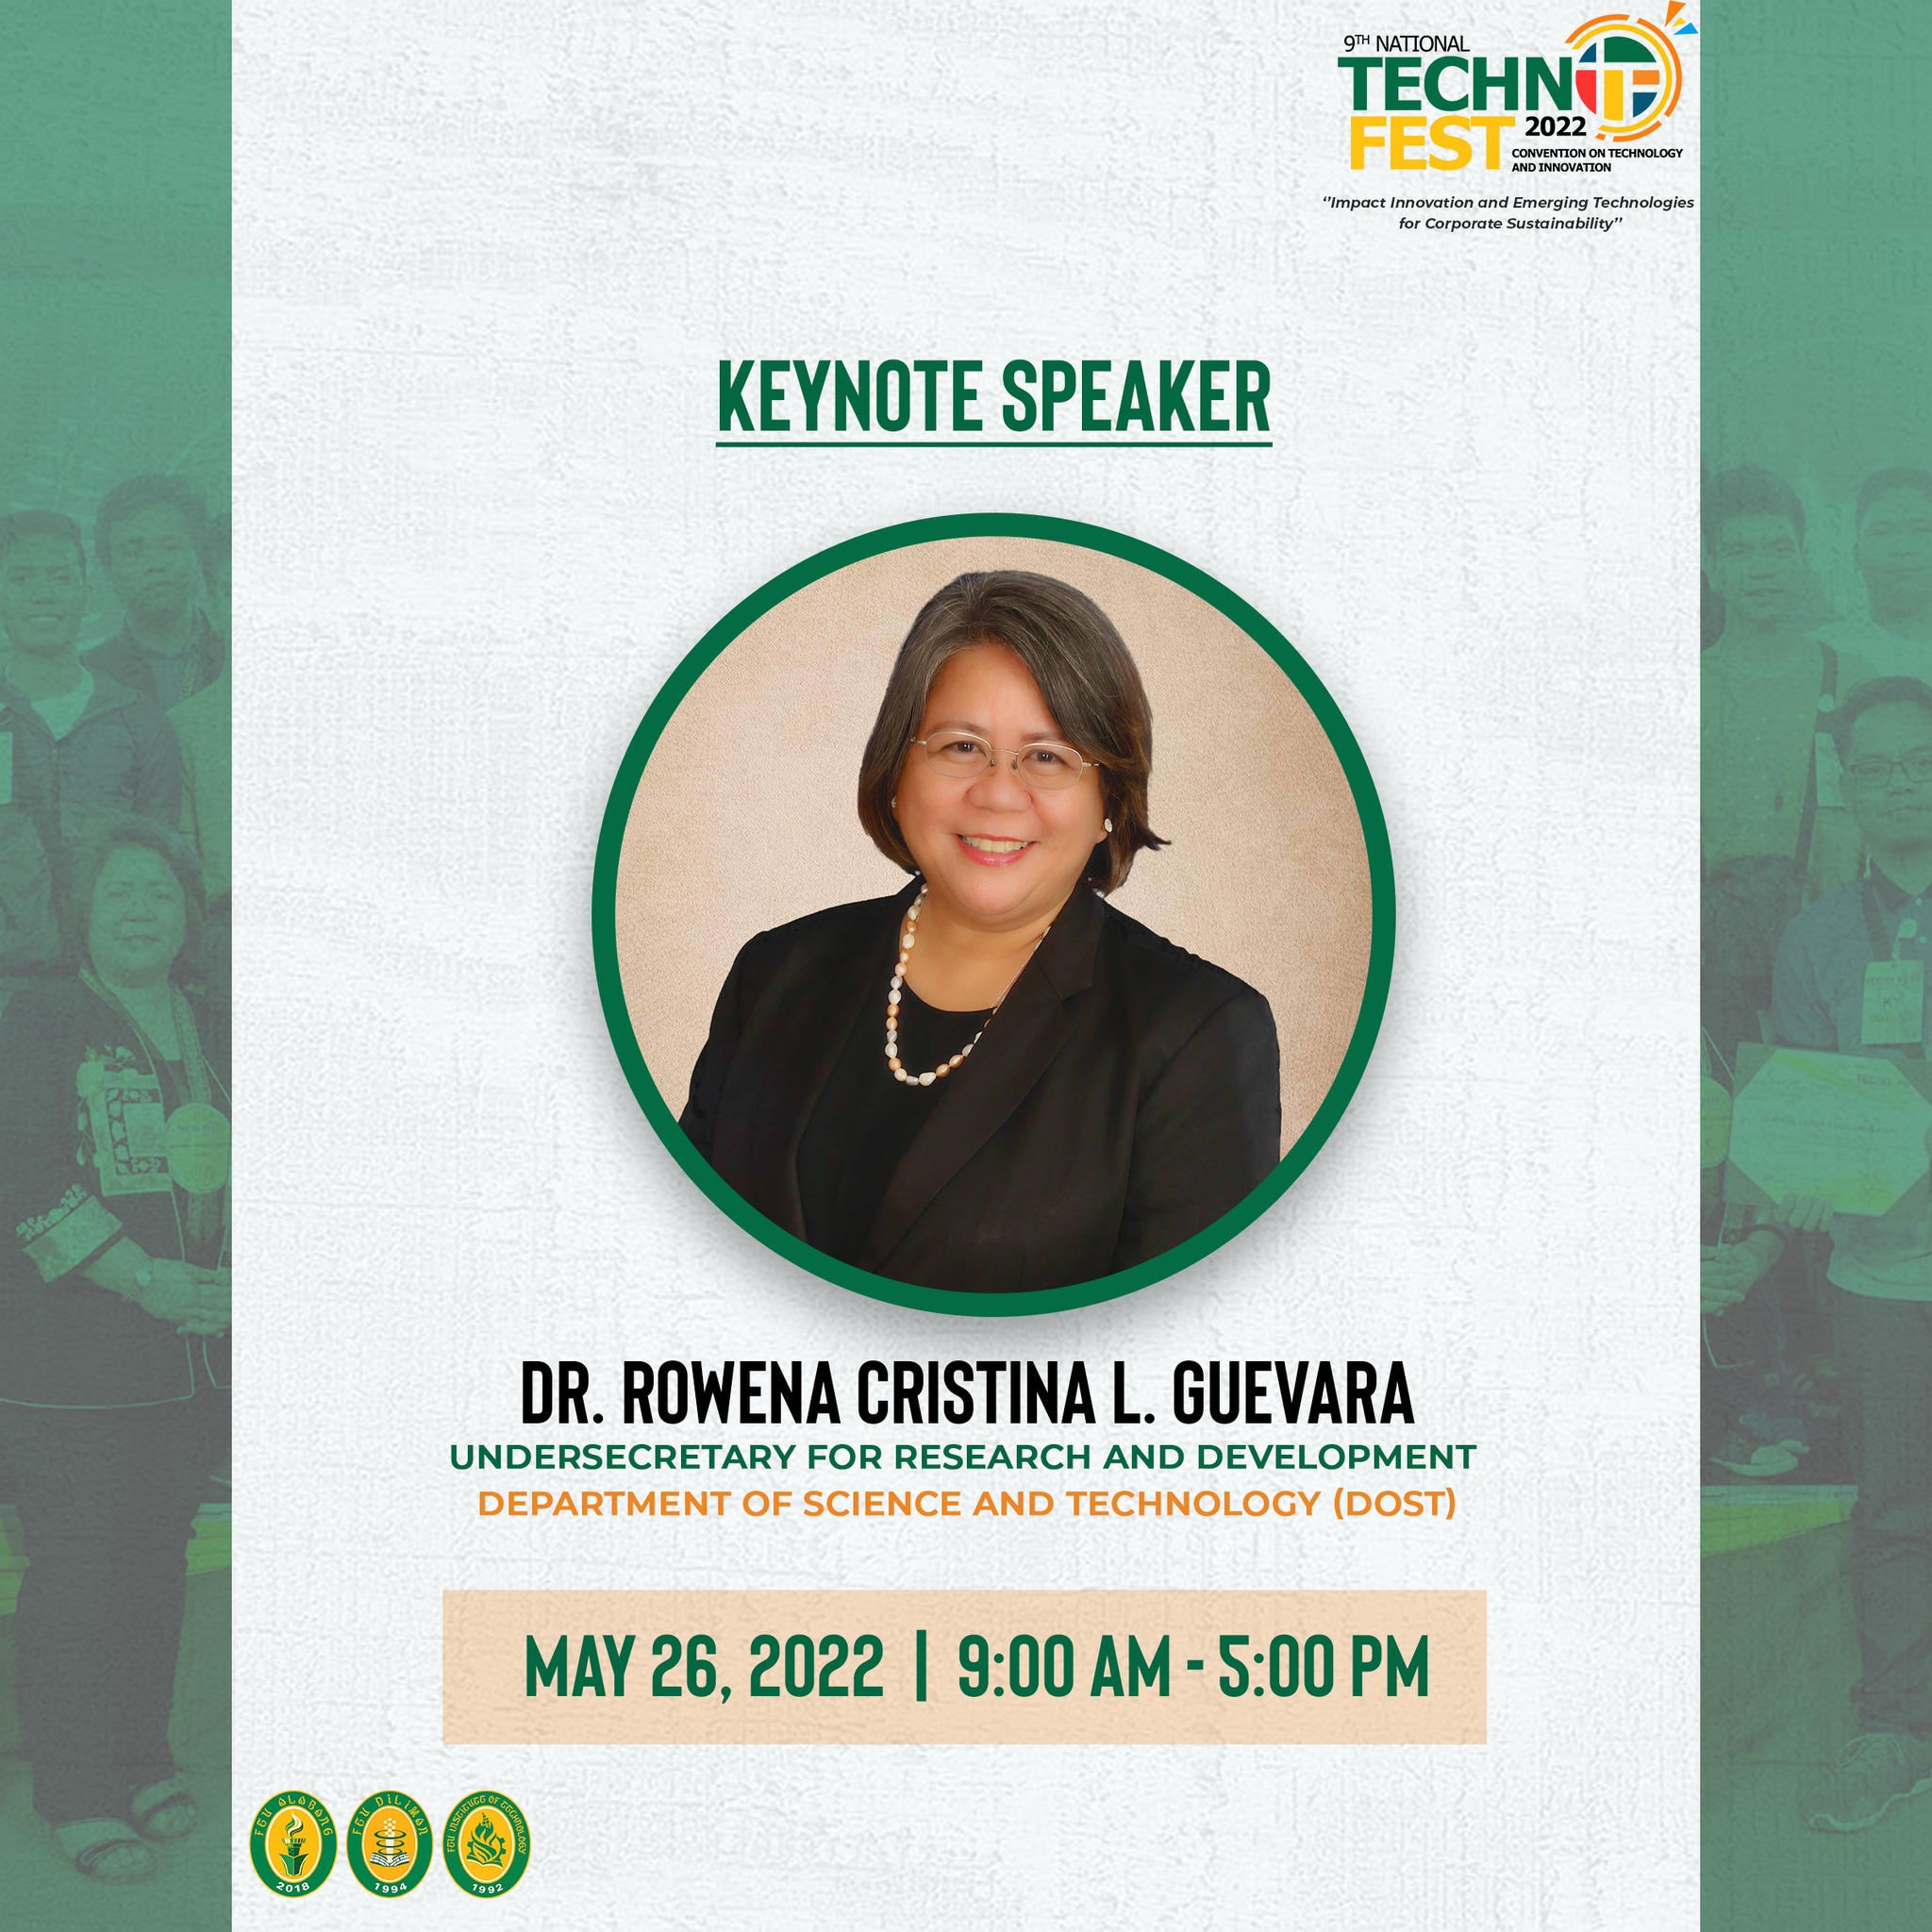 9TH NATIONAL
TECHNO
FEST 2022
CONVENTION ON TECHNOLOGY
AND INNOVATION
‘’Impact Innovation and Emerging Technologies
for Corporate Sustainability’’
KEYNOTE SPEAKER
DR. ROWENA CRISTINA L. GUEVARA
UNDERSECRETARY FOR RESEARCH AND DEVELOPMENT
DEPARTMENT OF SCIENCE AND TECHNOLOGY (DOST)
MAY 26, 2022 | 9:00 AM - 5:00 PM
FEU ALABANG
2018
FEU DILIMAN
1994
FEU INSTITUTE OF TECHNOLOGY
1992